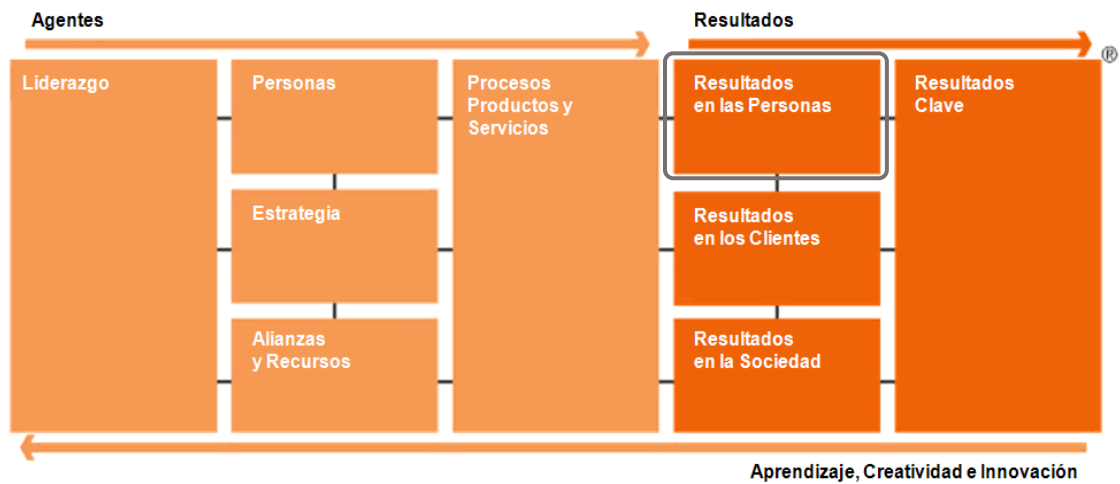 Agentes
Resultados
®
Liderazgo
Personas
Procesos
Productos y
Servicios
Resultados
en las Personas
Resultados
Clave
Estrategia
Resultados
en los Clientes
Alianzas
y Recursos
Resultados
en la Sociedad
Aprendizaje, Creatividad e Innovación